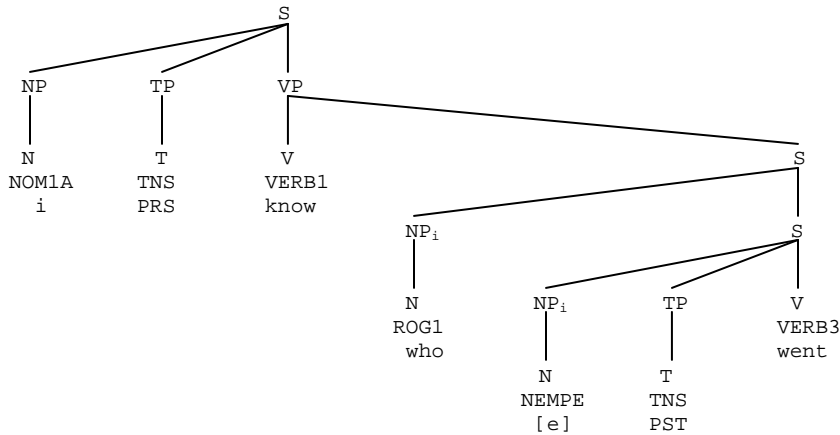 S
NP TP VP
N T V S
NOM1A TNS VERB1
i PRS know
NPi S
N NPi TP V
ROG1 VERB3
who went
N T
NEMPE TNS
[e] PST